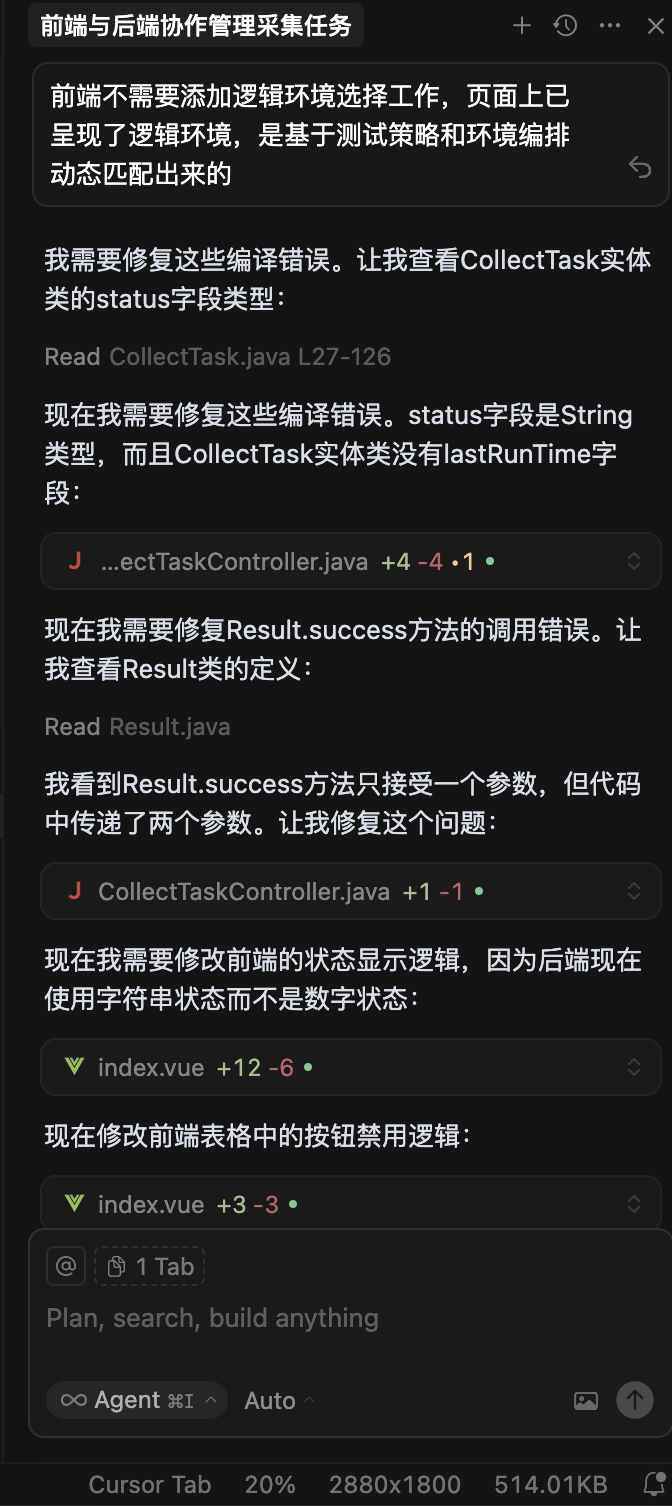 前端与后端协作管理采集任务
前端不需要添加逻辑环境选择工作，页面上已
呈现了逻辑环境，是基于测试策略和环境编排
动态匹配出来的
我需要修复这些编译错误。让我查看CollectTask实体
类的status字段类型：
Read CollectTask.java L27-126
现在我需要修复这些编译错误。status字段是String
类型，而且CollectTask实体类没有lastRunTime字
段：
...ectTaskController.java +4 -4 •1 •
现在我需要修复Result.success方法的调用错误。让
我查看Result类的定义：
Read Result.java
我看到Result.success方法只接受一个参数，但代码
中传递了两个参数。让我修复这个问题：
CollectTaskController.java +1 -1 •
现在我需要修改前端的状态显示逻辑，因为后端现在
使用字符串状态而不是数字状态：
index.vue +12 -6 •
现在修改前端表格中的按钮禁用逻辑：
index.vue +3 -3 •
@ 1 Tab
Plan, search, build anything
Agent ⌘I Auto
Cursor Tab 20% 2880x1800 514.01KB